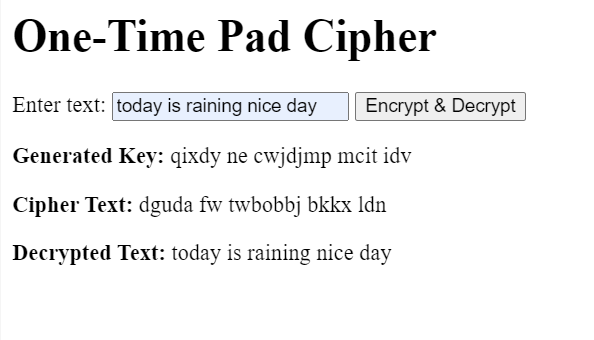 One-Time Pad Cipher
Enter text: today is raining nice day Encrypt & Decrypt
Generated Key: qixdy ne cwjdjmp mcit idv
Cipher Text: dguda fw twbobbj bkkx ldn
Decrypted Text: today is raining nice day